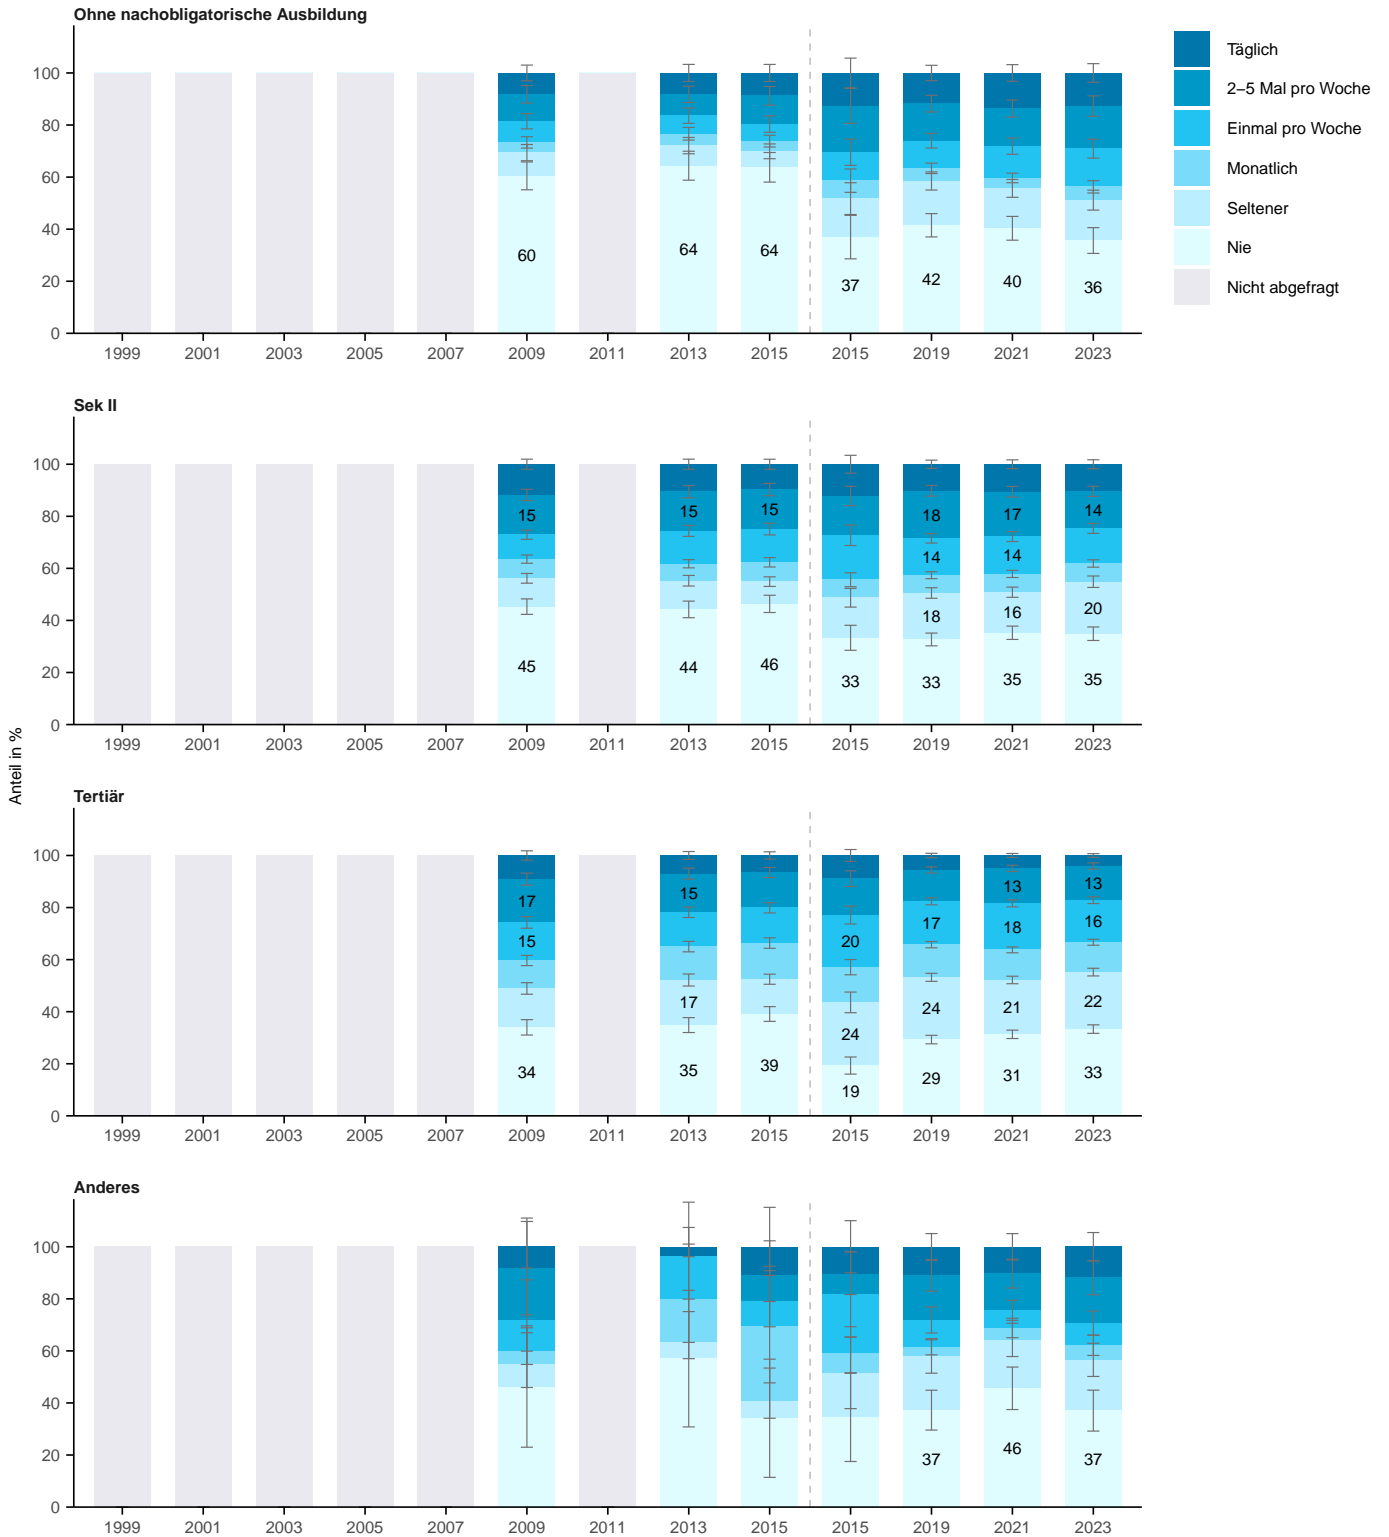 Ohne nachobligatorische Ausbildung
100
80
60
40
20
0
60
64
64
37
42
40
36
1999 2001 2003 2005 2007 2009 2011 2013 2015 2015 2019 2021 2023
Täglich
2–5 Mal pro Woche
Einmal pro Woche
Monatlich
Seltener
Nie
Nicht abgefragt
Sek II
100
80
60
40
20
0
15 15 15 18 17 14
14 14
18 16 20
45 44 46 33 33 35 35
1999 2001 2003 2005 2007 2009 2011 2013 2015 2015 2019 2021 2023
Anteil in %
Tertiär
100
80
60
40
20
0
17 15 13 13
15 20 17 18 16
17 24 24 21 22
34 35 39 19 29 31 33
1999 2001 2003 2005 2007 2009 2011 2013 2015 2015 2019 2021 2023
Anderes
100
80
60
40
20
0
37 46 37
1999 2001 2003 2005 2007 2009 2011 2013 2015 2015 2019 2021 2023